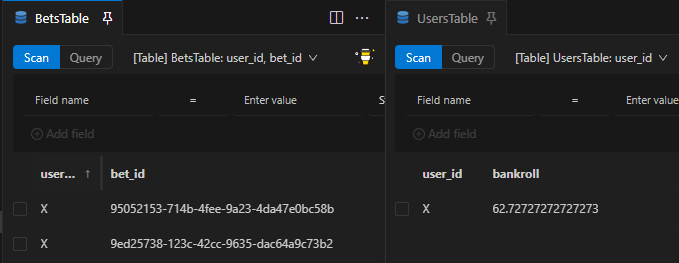 BetsTable
Scan Query [Table] BetsTable: user_id, bet_id
Field name = Enter value S
Add field
user... ↑ bet_id
X 95052153-714b-4fee-9a23-4da47e0bc58b
X 9ed25738-123c-42cc-9635-dac64a9c73b2
UsersTable
Scan Query [Table] UsersTable: user_id
Field name = Enter value
Add field
user_id bankroll
X 62.72727272727273